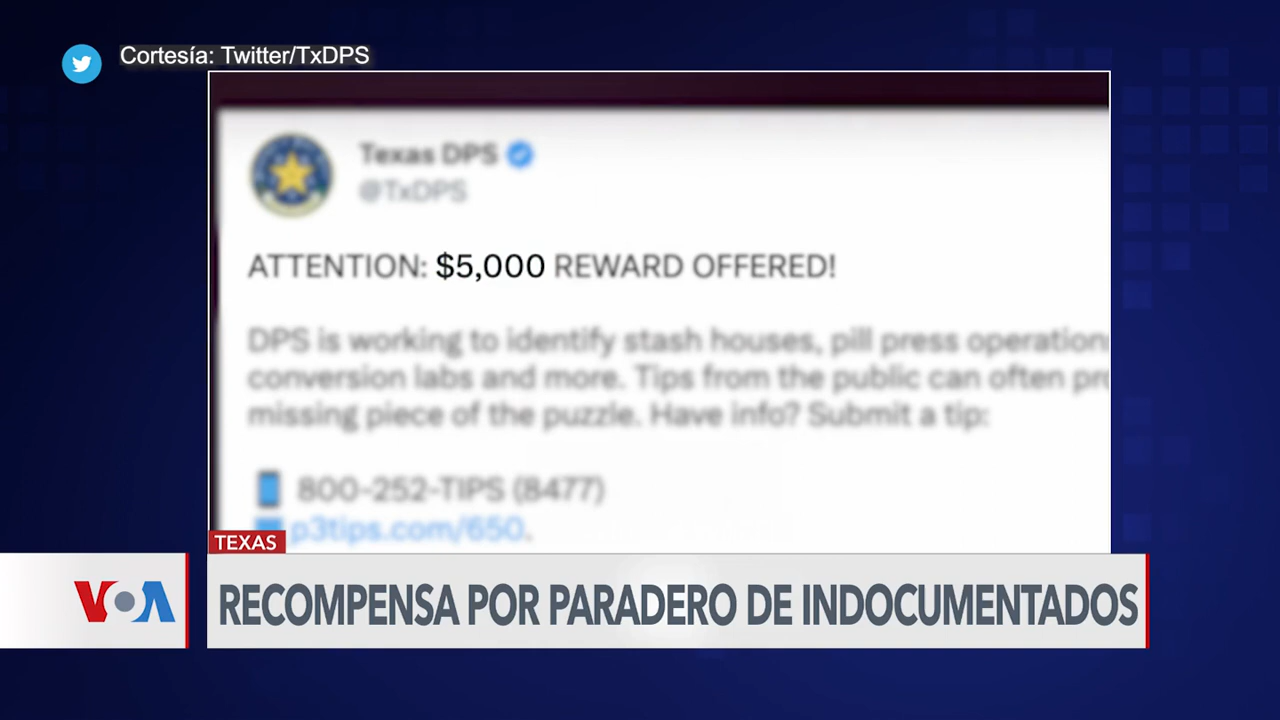 Cortesía: Twitter/TxDPS
Texas DPS
@TxDPS
ATTENTION: $5,000 REWARD OFFERED!
DPS is working to identify stash houses, pill press operation
conversion labs and more. Tips from the public can often
missing piece of the puzzle. Have info? Submit a tip:
800-252-TIPS (8477)
p3tips.com/650.
TEXAS
VOA
RECOMPENSA POR PARADERO DE INDOCUMENTADOS